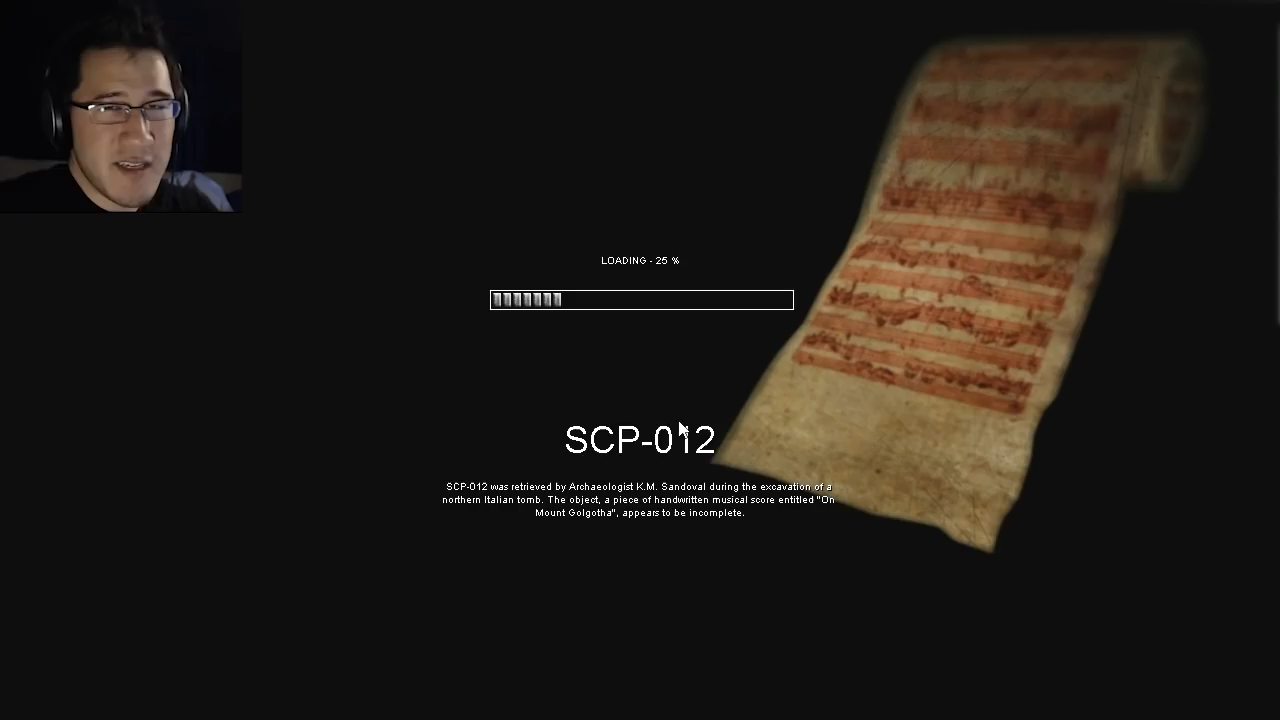 LOADING - 25 %
SCP-012
SCP-012 was retrieved by Archaeologist K.M. Sandoval during the excavation of a
northern Italian tomb. The object, a piece of handwritten musical score entitled "On
Mount Golgotha", appears to be incomplete.